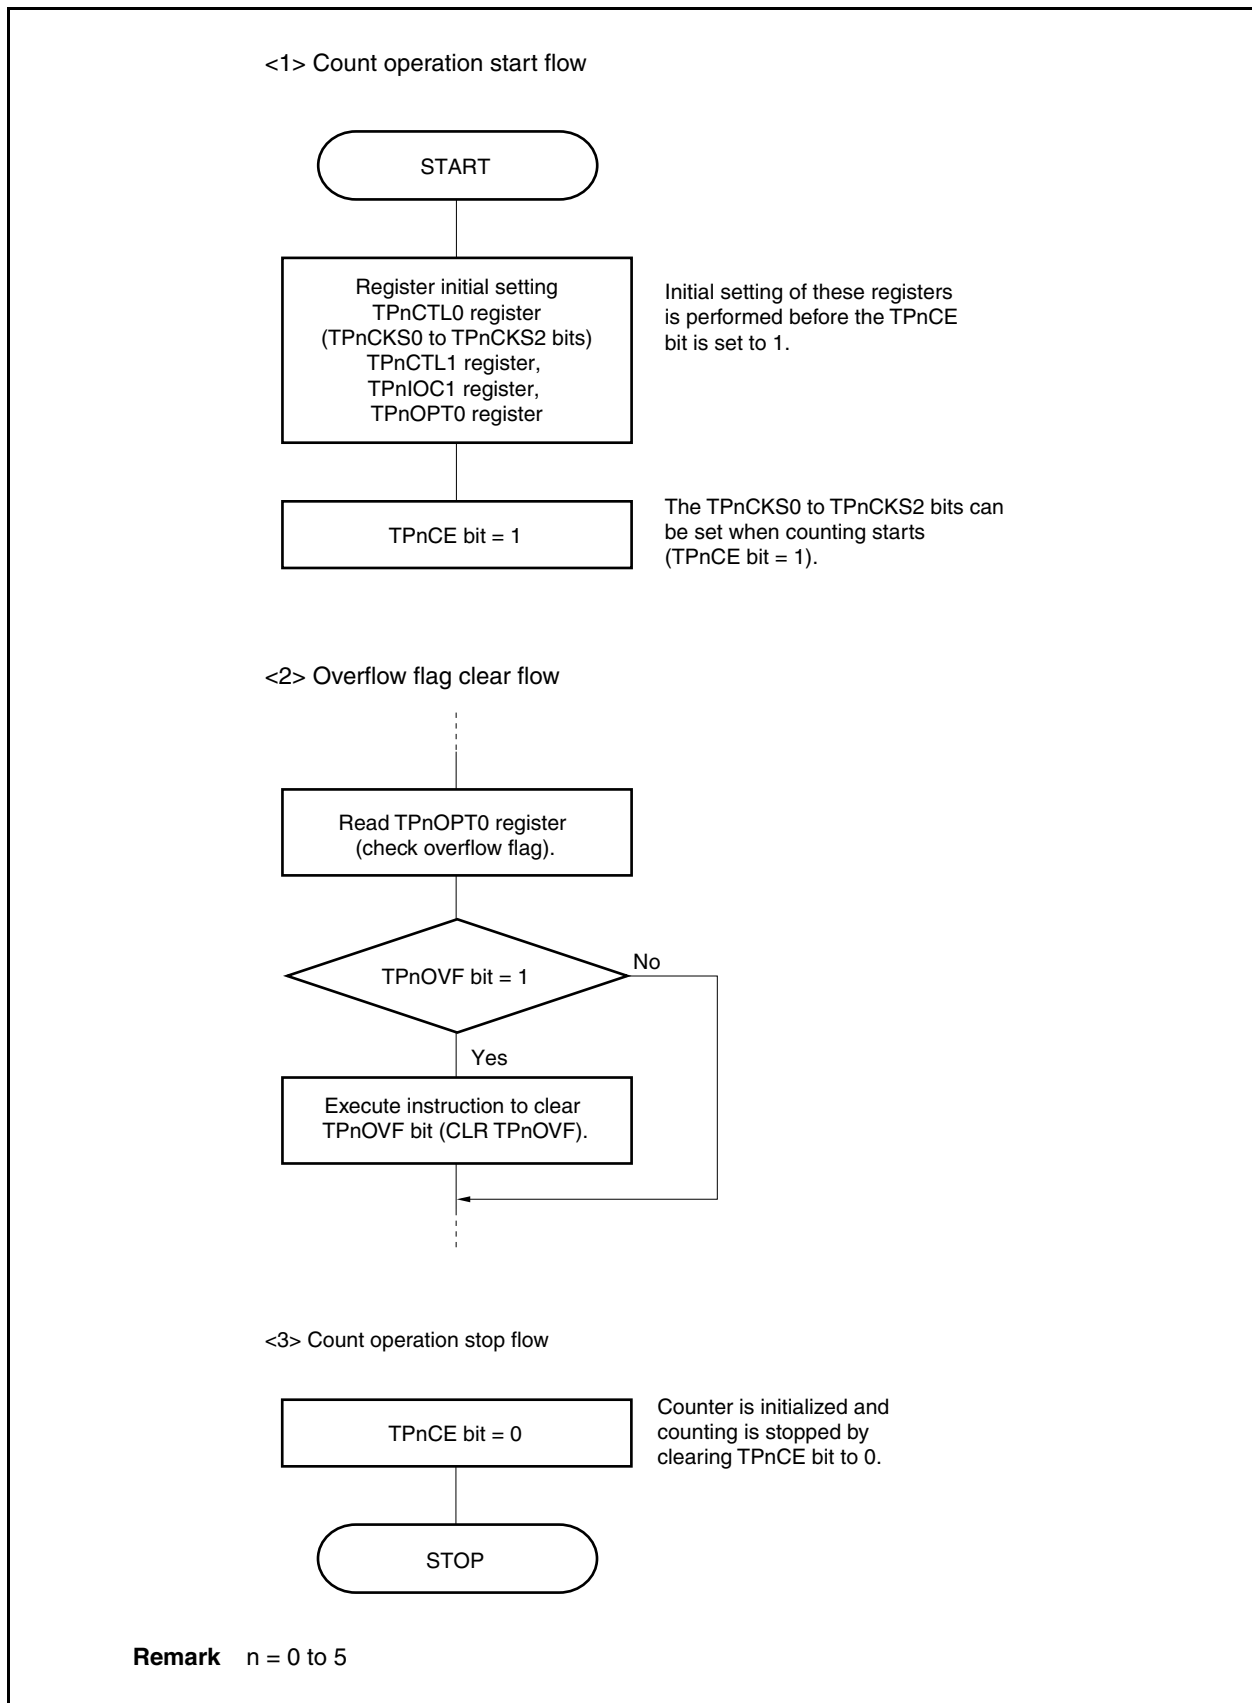 <1> Count operation start flow
START
Register initial setting
TPnCTL0 register
(TPnCKS0 to TPnCKS2 bits)
TPnCTL1 register,
TPnIOC1 register,
TPnOPT0 register
Initial setting of these registers
is performed before the TPnCE
bit is set to 1.
TPnCE bit = 1
The TPnCKS0 to TPnCKS2 bits can
be set when counting starts
(TPnCE bit = 1).
<2> Overflow flag clear flow
Read TPnOPT0 register
(check overflow flag).
TPnOVF bit = 1
No
Yes
Execute instruction to clear
TPnOVF bit (CLR TPnOVF).
<3> Count operation stop flow
TPnCE bit = 0
Counter is initialized and
counting is stopped by
clearing TPnCE bit to 0.
STOP
Remark n = 0 to 5